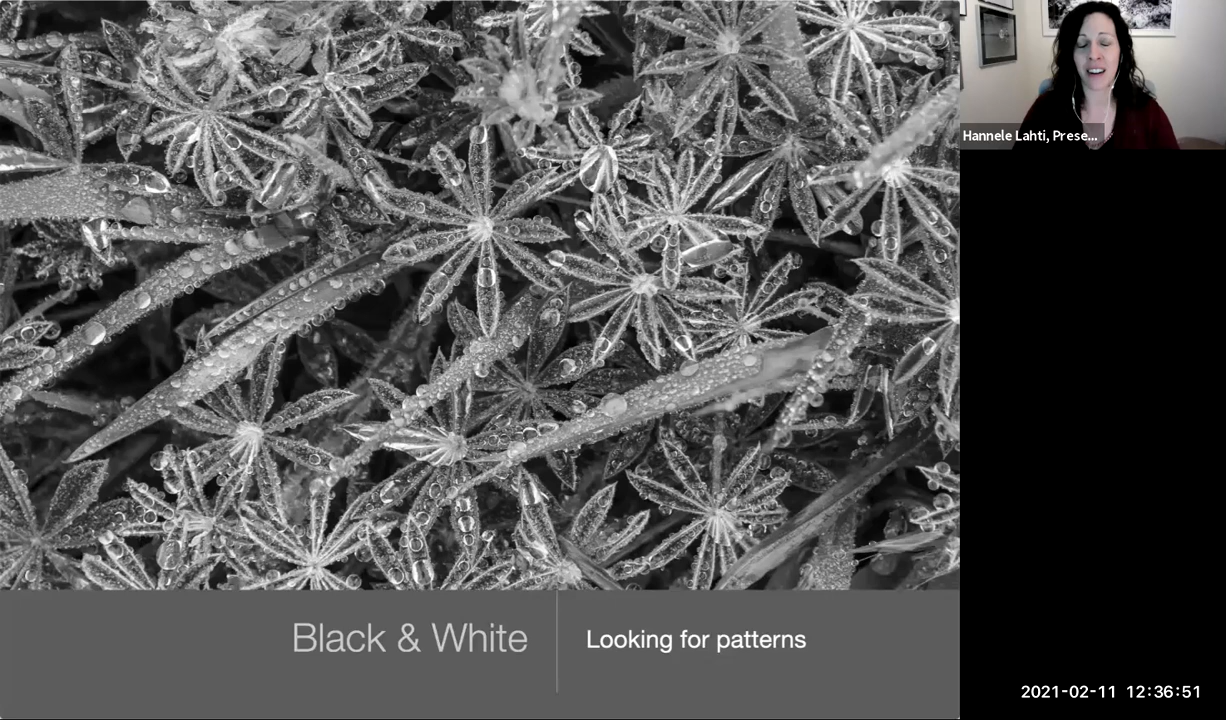 Hannele Lahti, Prese...
Black & White
Looking for patterns
2021-02-11 12:36:51